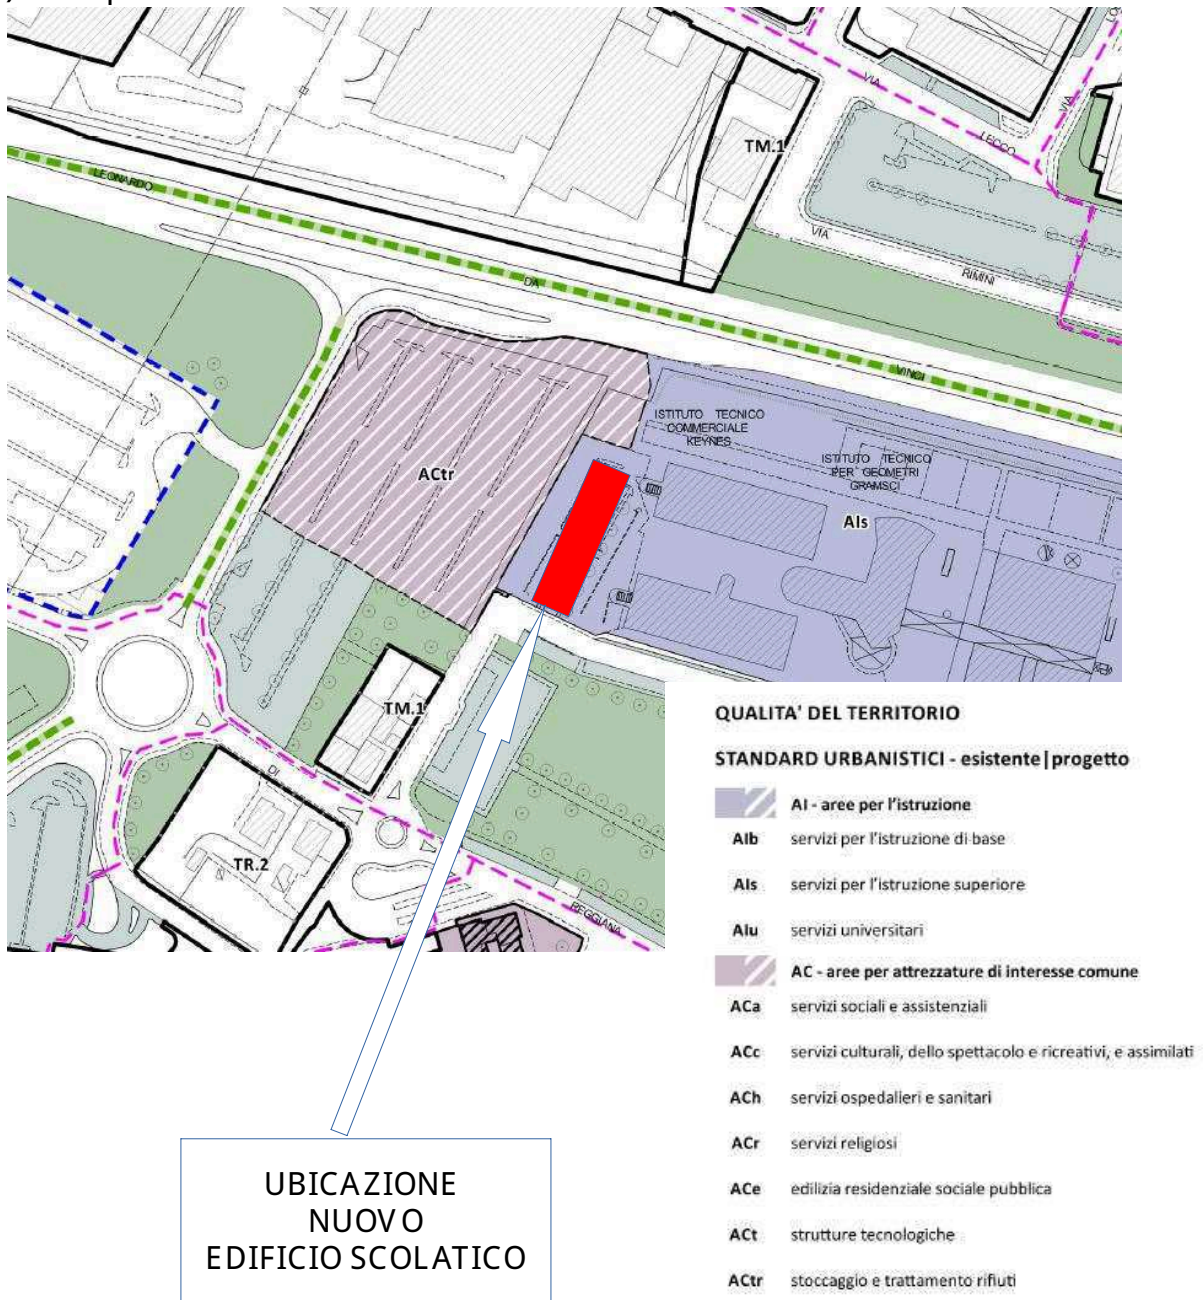 VIA
LECCO
VIA
TM.1
LEONARDO
VIA
RIMINI
DA
VINCI
ISTITUTO TECNICO
COMMERCIALE
KEYNES
ISTITUTO TECNICO
PER GEOMETRI
GRAMSCI
ACtr
AIs
TM.1
DI
TR.2
REGGIANA
QUALITA' DEL TERRITORIO
STANDARD URBANISTICI - esistente|progetto
AI - aree per l'istruzione
AIb servizi per l'istruzione di base
AIs servizi per l'istruzione superiore
AIu servizi universitari
AC - aree per attrezzature di interesse comune
ACa servizi sociali e assistenziali
ACc servizi culturali, dello spettacolo e ricreativi, e assimilati
ACh servizi ospedalieri e sanitari
ACr servizi religiosi
ACe edilizia residenziale sociale pubblica
ACt strutture tecnologiche
ACtr stoccaggio e trattamento rifiuti
UBICAZIONE
NUOVO
EDIFICIO SCOLATICO